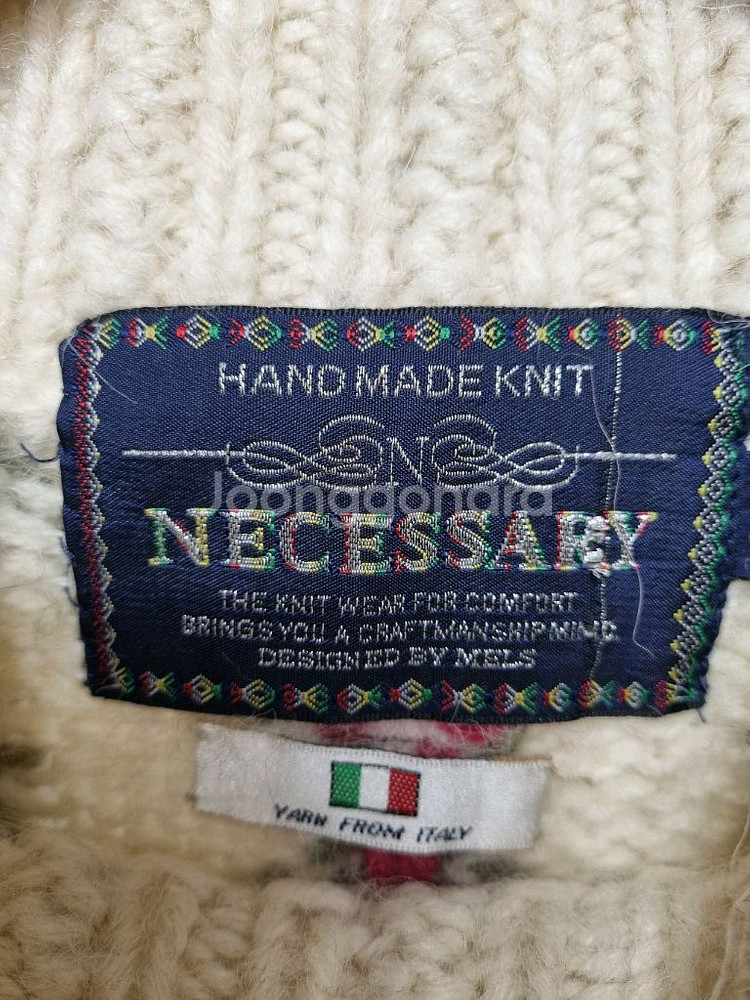 HAND MADE KNIT
N
Joonggonara
NECESSARY
THE KNIT WEAR FOR COMFORT
BRINGS YOU A CRAFTMANSHIP MIND
DESIGNED BY MELS
YARN FROM ITALY